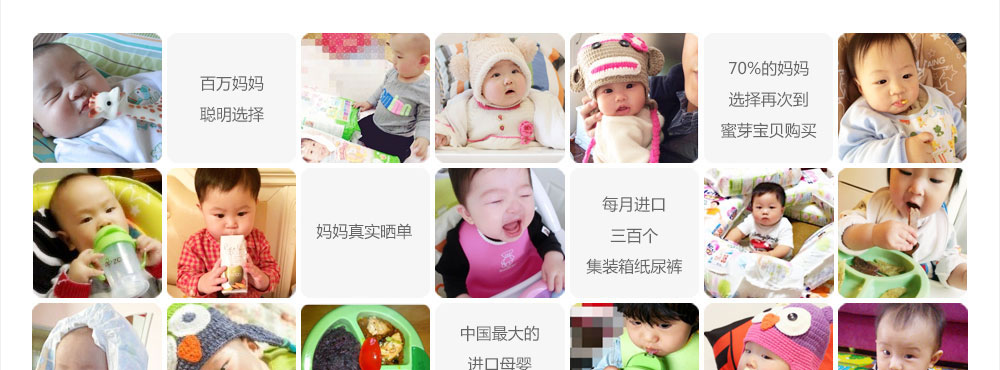 百万妈妈
聪明选择
70%的妈妈
选择再次到
蜜芽宝贝购买
妈妈真实晒单
每月进口
三百个
集装箱纸尿裤
中国最大的
进口母婴